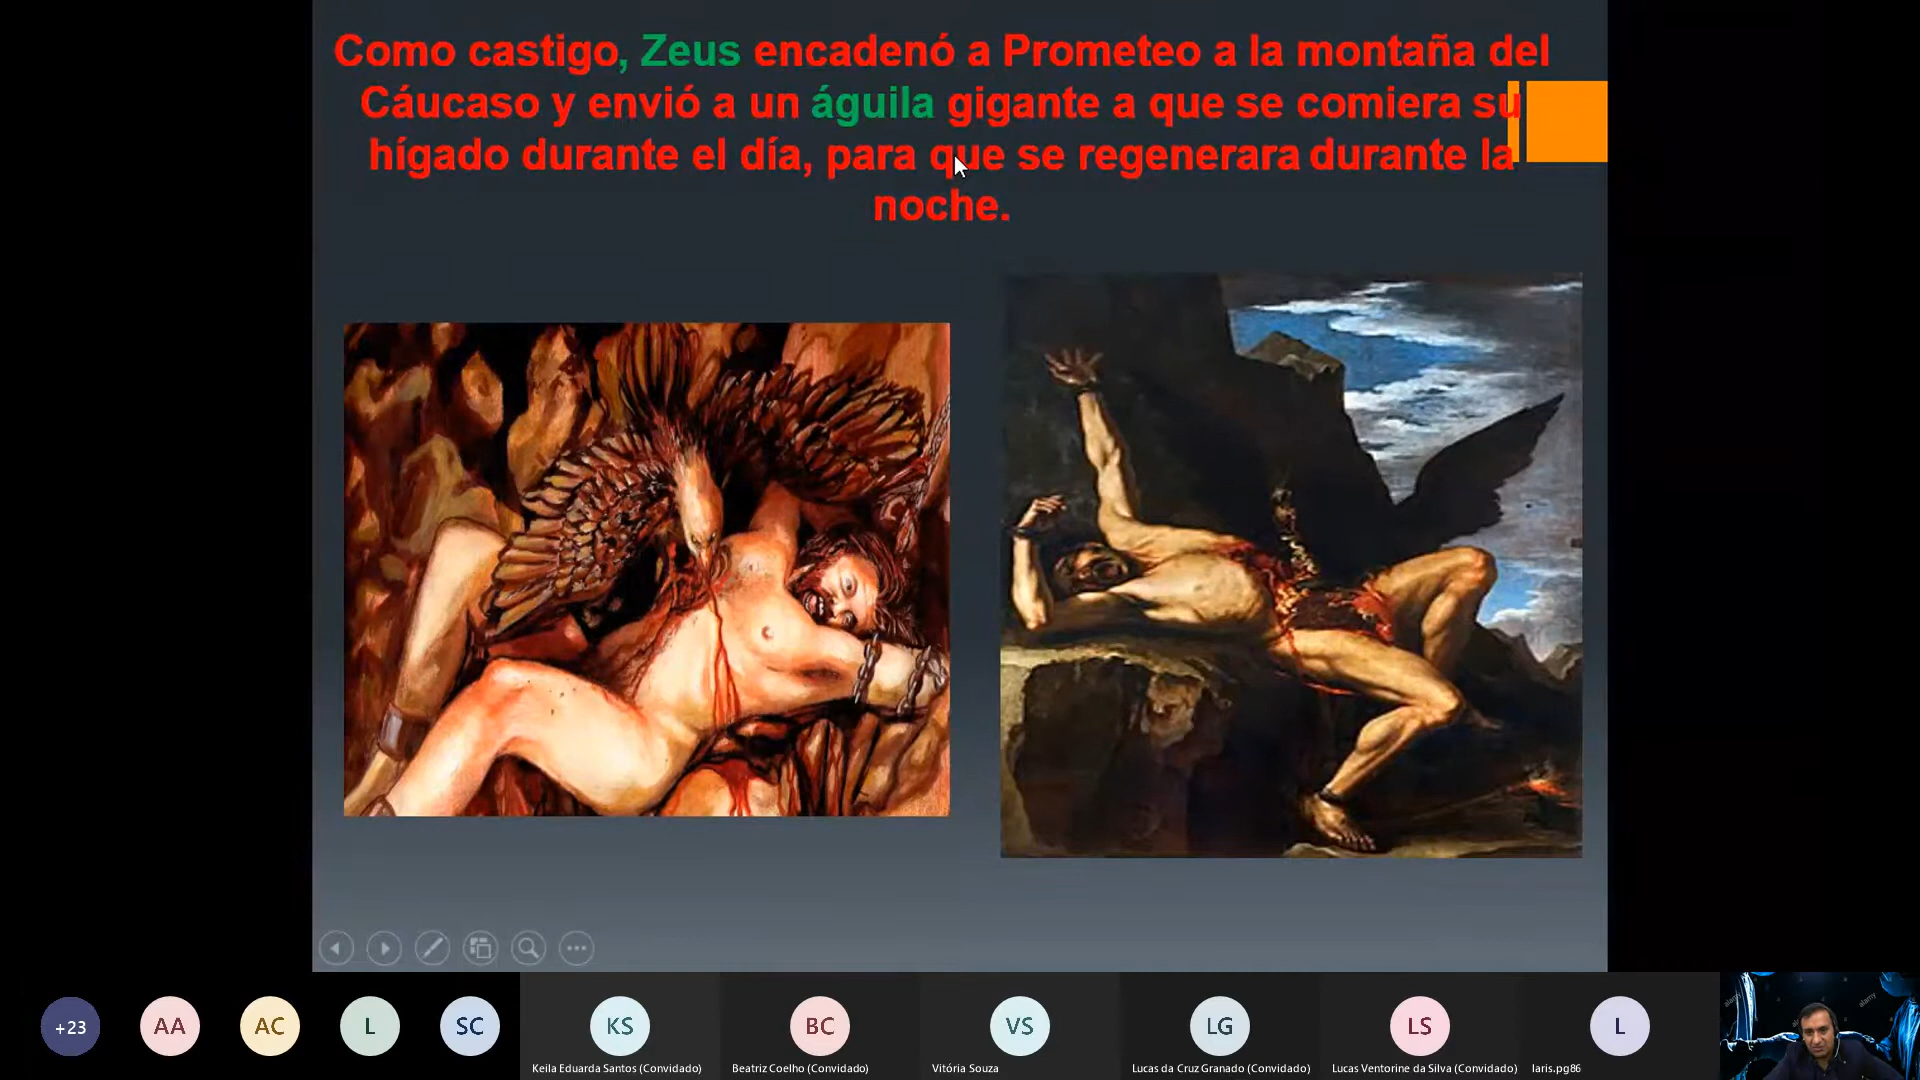 Como castigo, Zeus encadenó a Prometeo a la montaña del
Cáucaso y envió a un águila gigante a que se comiera su
hígado durante el día, para que se regenerara durante la
noche.
+23
AA
AC
L
SC
KS
BC
VS
LG
LS
L
Keila Eduarda Santos (Convidado)
Beatriz Coelho (Convidado)
Vitória Souza
Lucas da Cruz Granado (Convidado)
Lucas Ventorine da Silva (Convidado)
laris.pg86
alamy
alamy